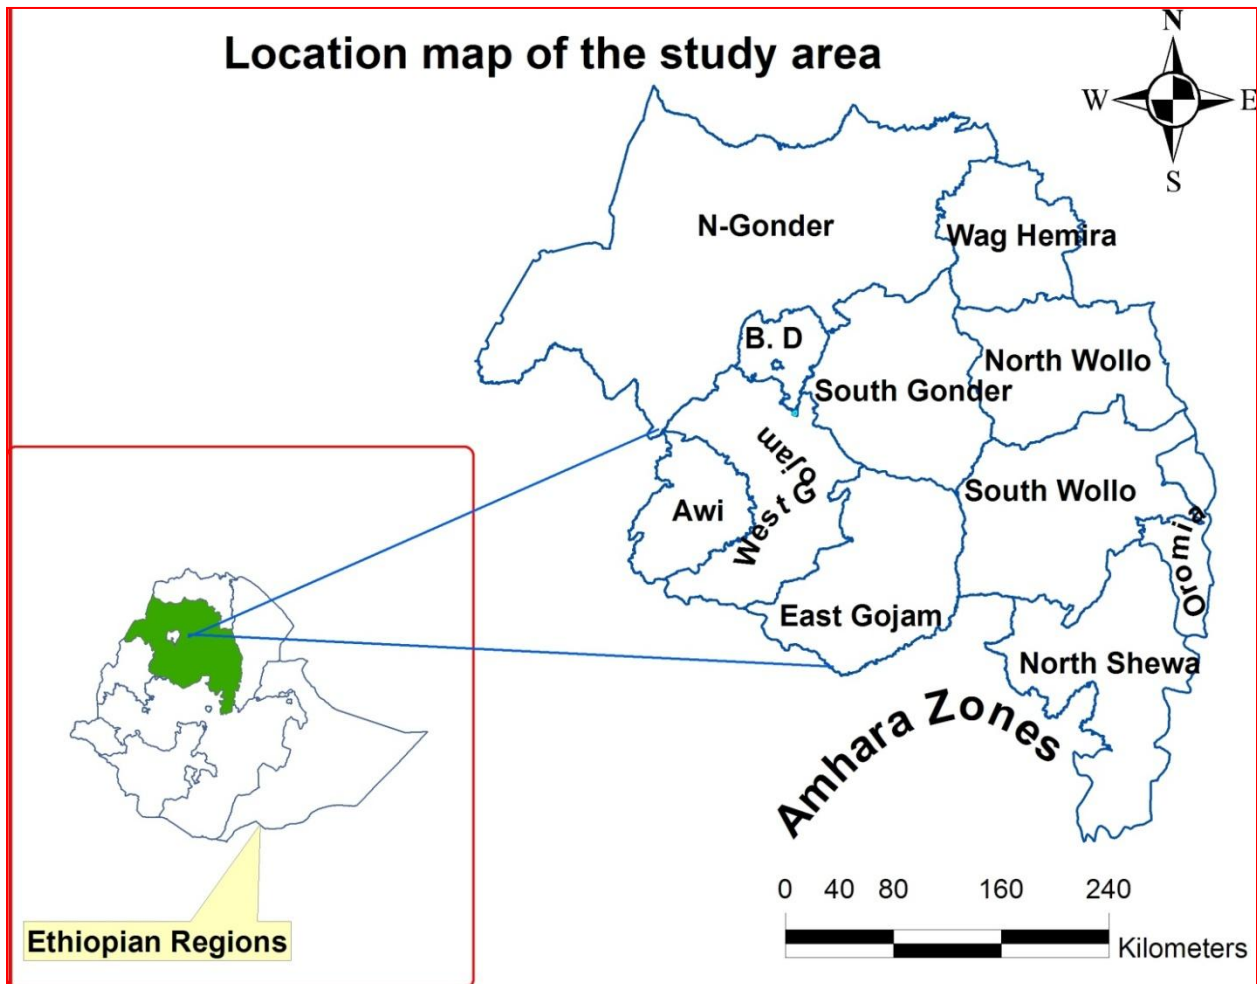 Location map of the study area
N
W E
S
N-Gonder
Wag Hemira
B. D
North Wollo
South Gonder
West Gojam
South Wollo
Awi
Oromia
East Gojam
North Shewa
Amhara Zones
Ethiopian Regions
0 40 80 160 240
Kilometers